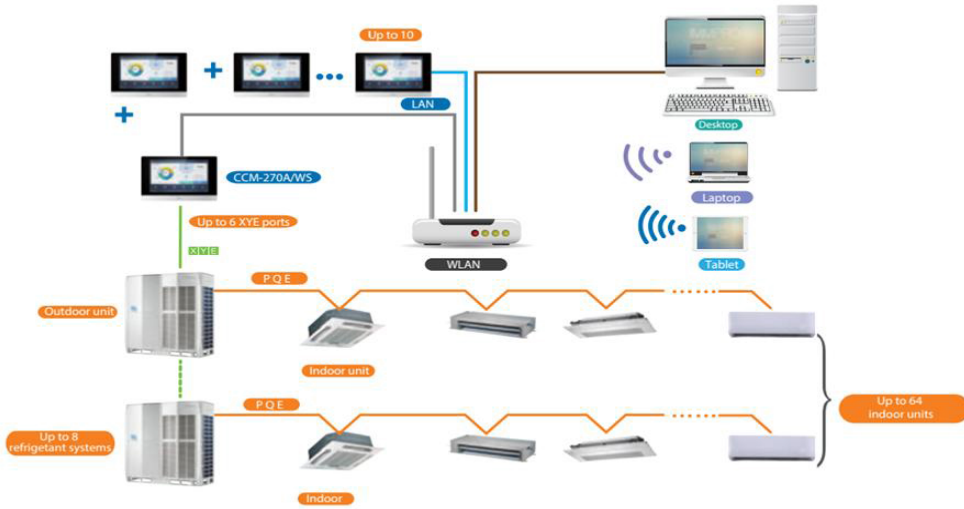 Up to 10
LAN
Desktop
CCM-270A/WS
Laptop
Up to 6 XYE ports
X Y E
WLAN
Tablet
P Q E
Outdoor unit
Indoor unit
P Q E
Up to 64
indoor units
Up to 8
refrigetant systems
Indoor